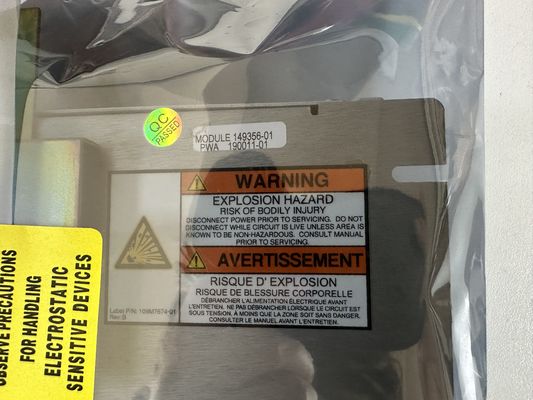 QC
PASSED
MODULE 149356-01
PWA 190011-01
WARNING
EXPLOSION HAZARD
RISK OF BODILY INJURY
DISCONNECT POWER PRIOR TO SERVICING. DO NOT
DISCONNECT WHILE CIRCUIT IS LIVE UNLESS AREA IS
KNOWN TO BE NON-HAZARDOUS. CONSULT MANUAL
PRIOR TO SERVICING.
AVERTISSEMENT
RISQUE D' EXPLOSION
RISQUE DE BLESSURE CORPORELLE
DÉBRANCHER L'ALIMENTATION ÉLECTRIQUE AVANT
L'ENTRETIEN. NE PAS DÉBRANCHER LORSQUE LE CIRCUIT EST
SOUS TENSION, À MOINS QUE LA ZONE SOIT SANS DANGER.
CONSULTER LE MANUEL AVANT L'ENTRETIEN.
Label P/N: 108M7674-01
Rev: B
OBSERVE PRECAUTIONS
FOR HANDLING
ELECTROSTATIC
SENSITIVE DEVICES